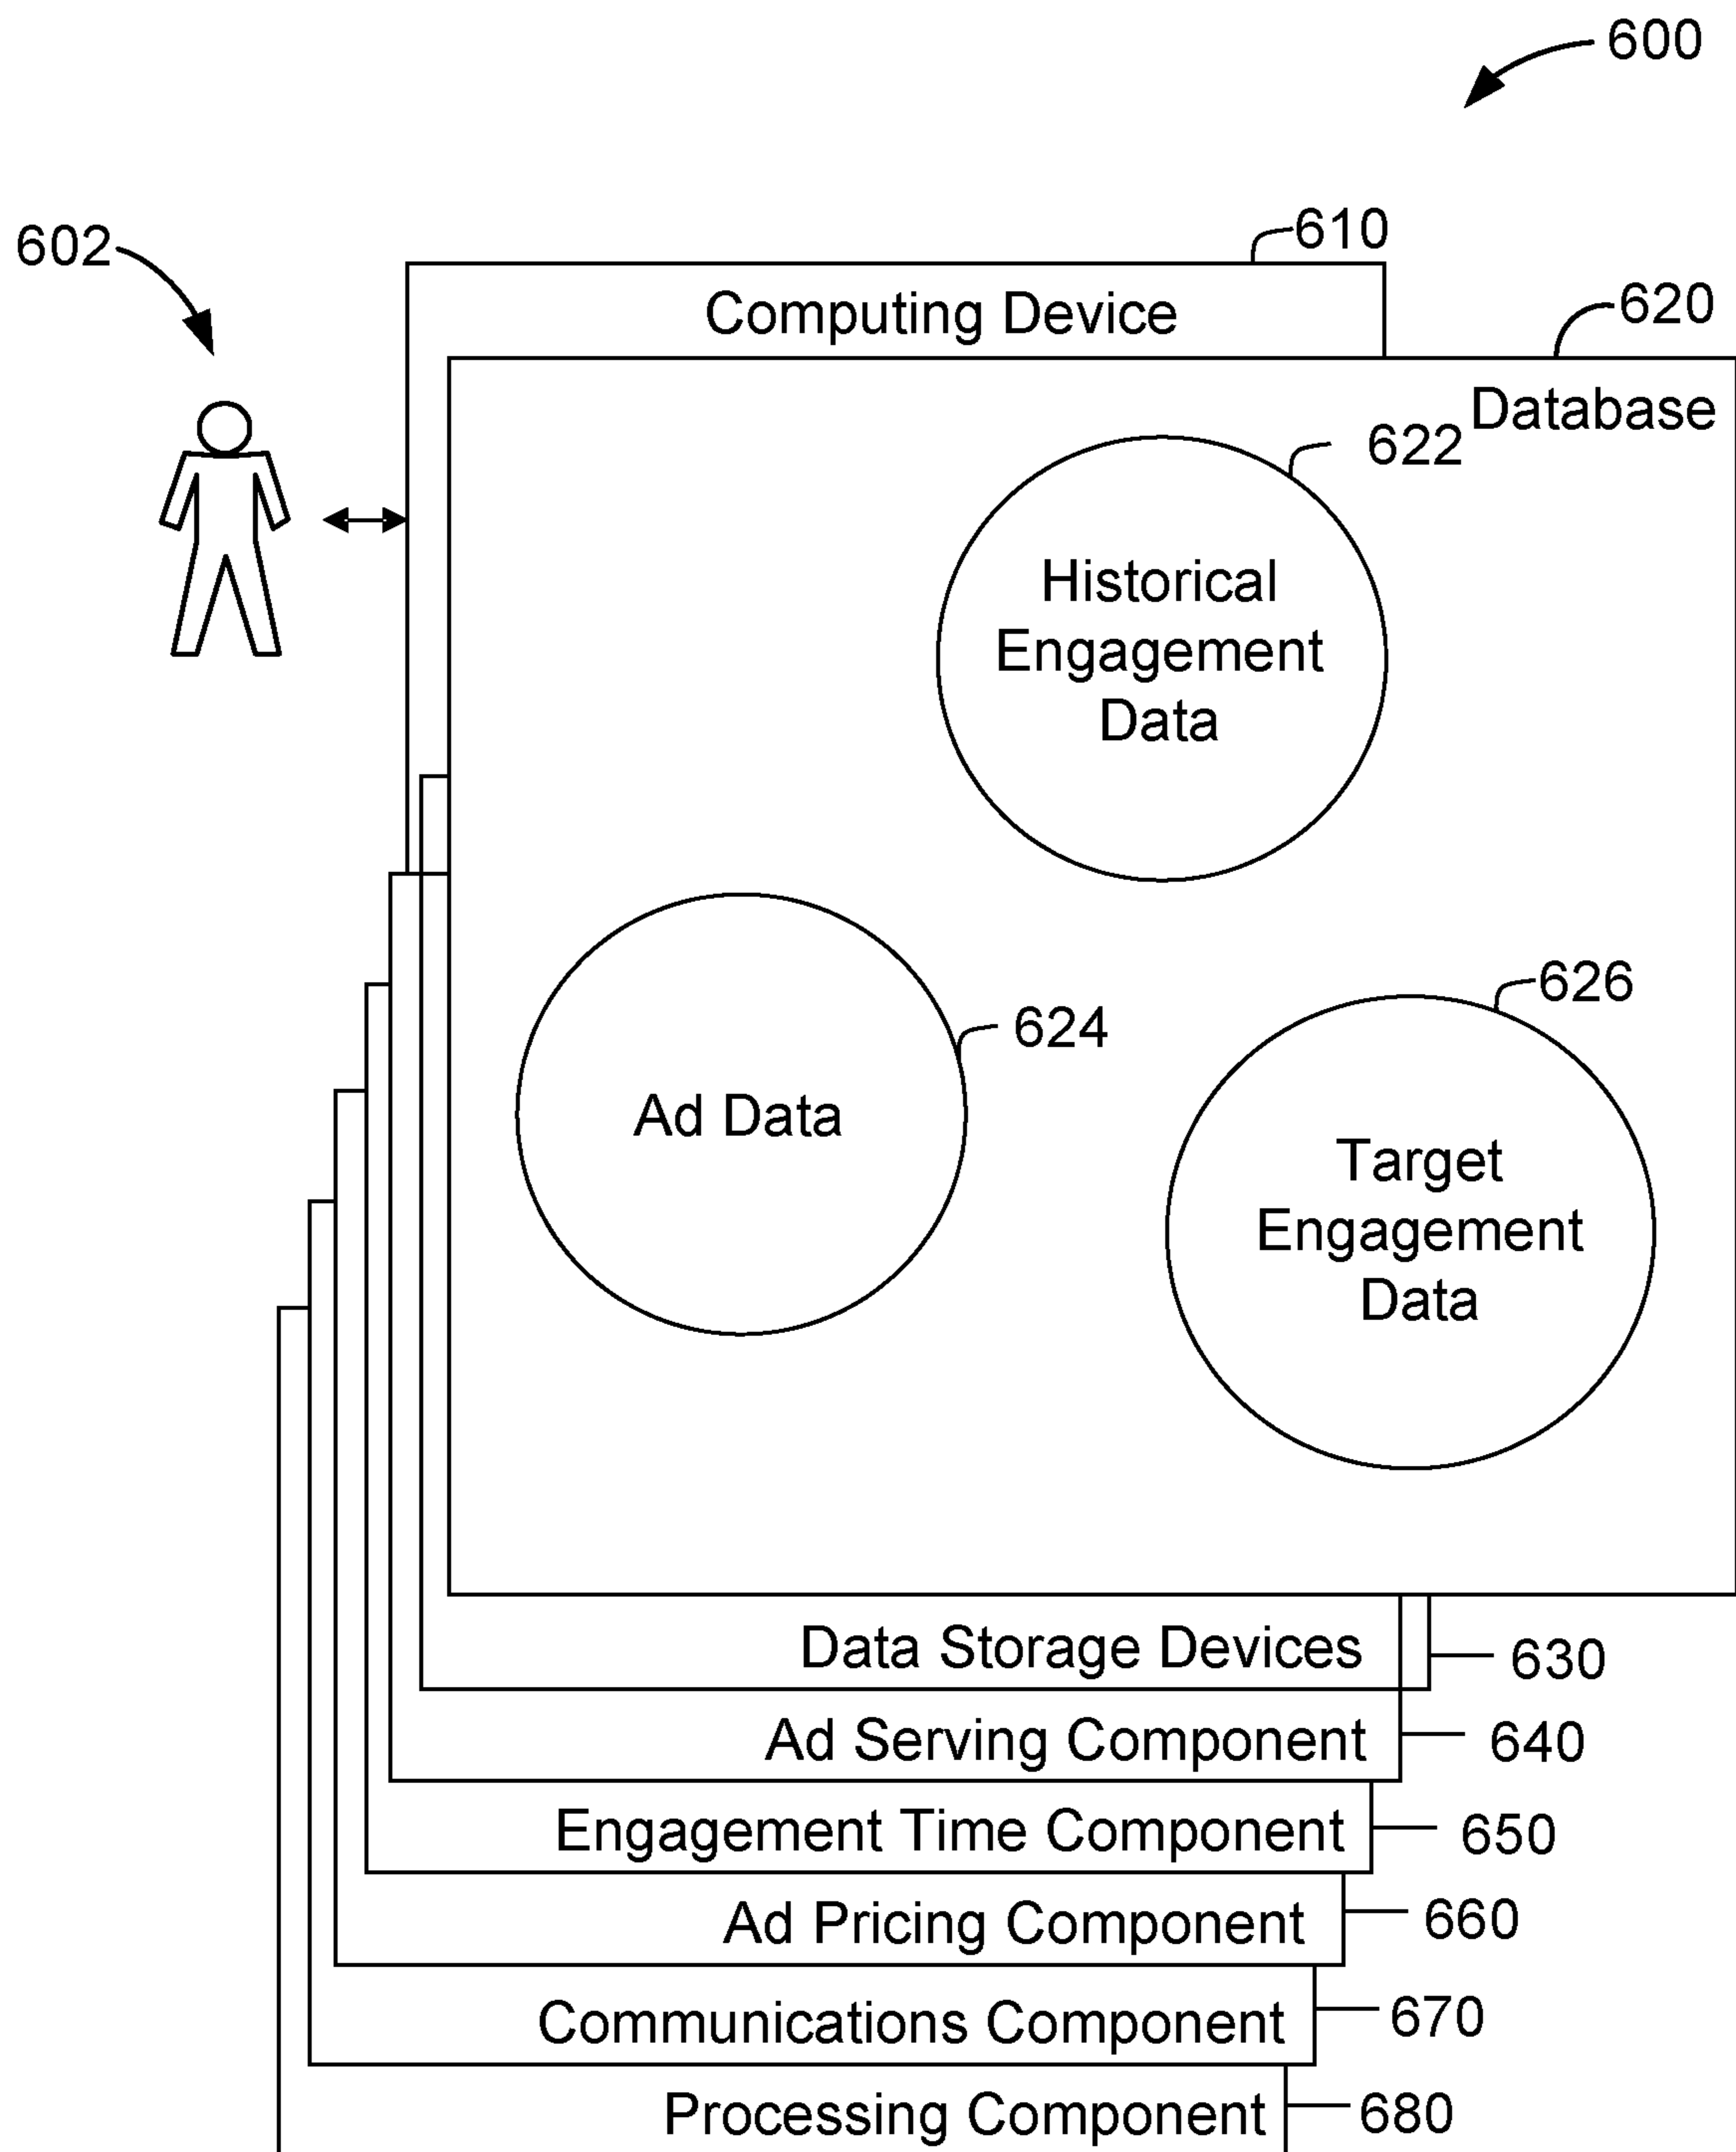 600
602
610
Computing Device
620
Database
622
Historical
Engagement
Data
626
624
Ad Data
Target
Engagement
Data
Data Storage Devices
630
Ad Serving Component
640
Engagement Time Component
650
Ad Pricing Component
660
Communications Component
670
Processing Component
680